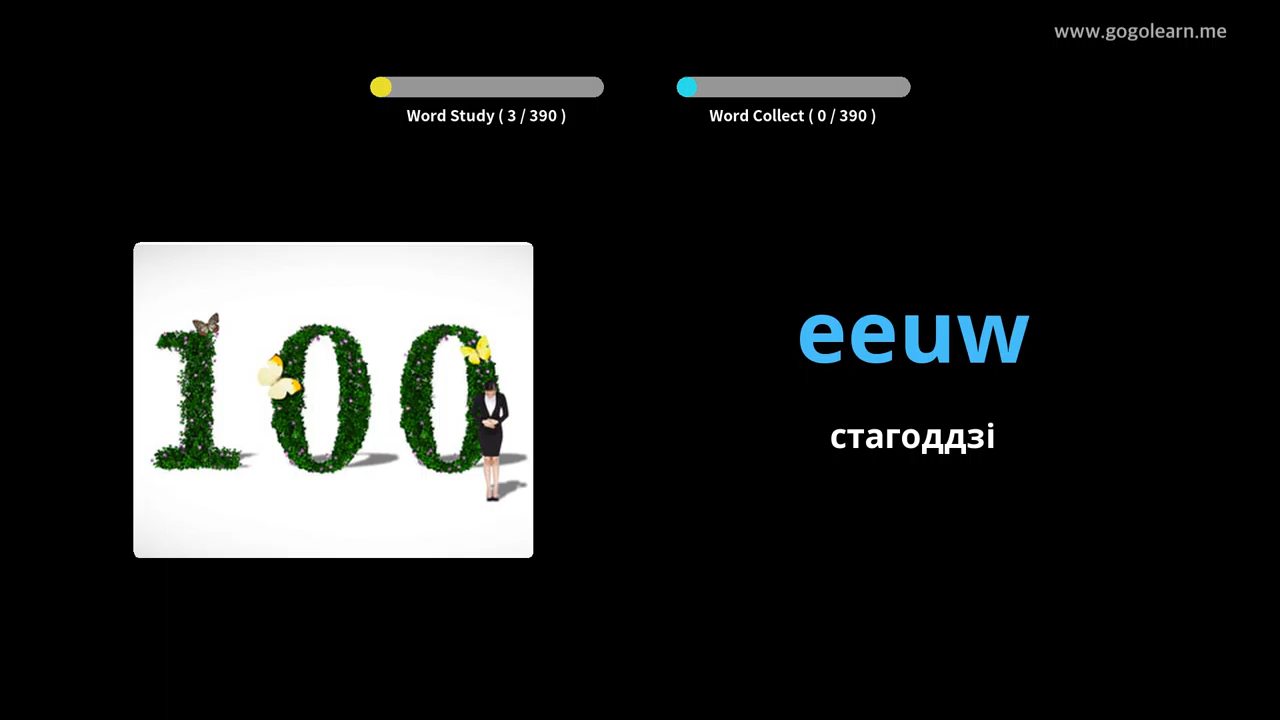 www.gogolearn.me
Word Study ( 3 / 390 )
Word Collect ( 0 / 390 )
100
eeuw
стагоддзі